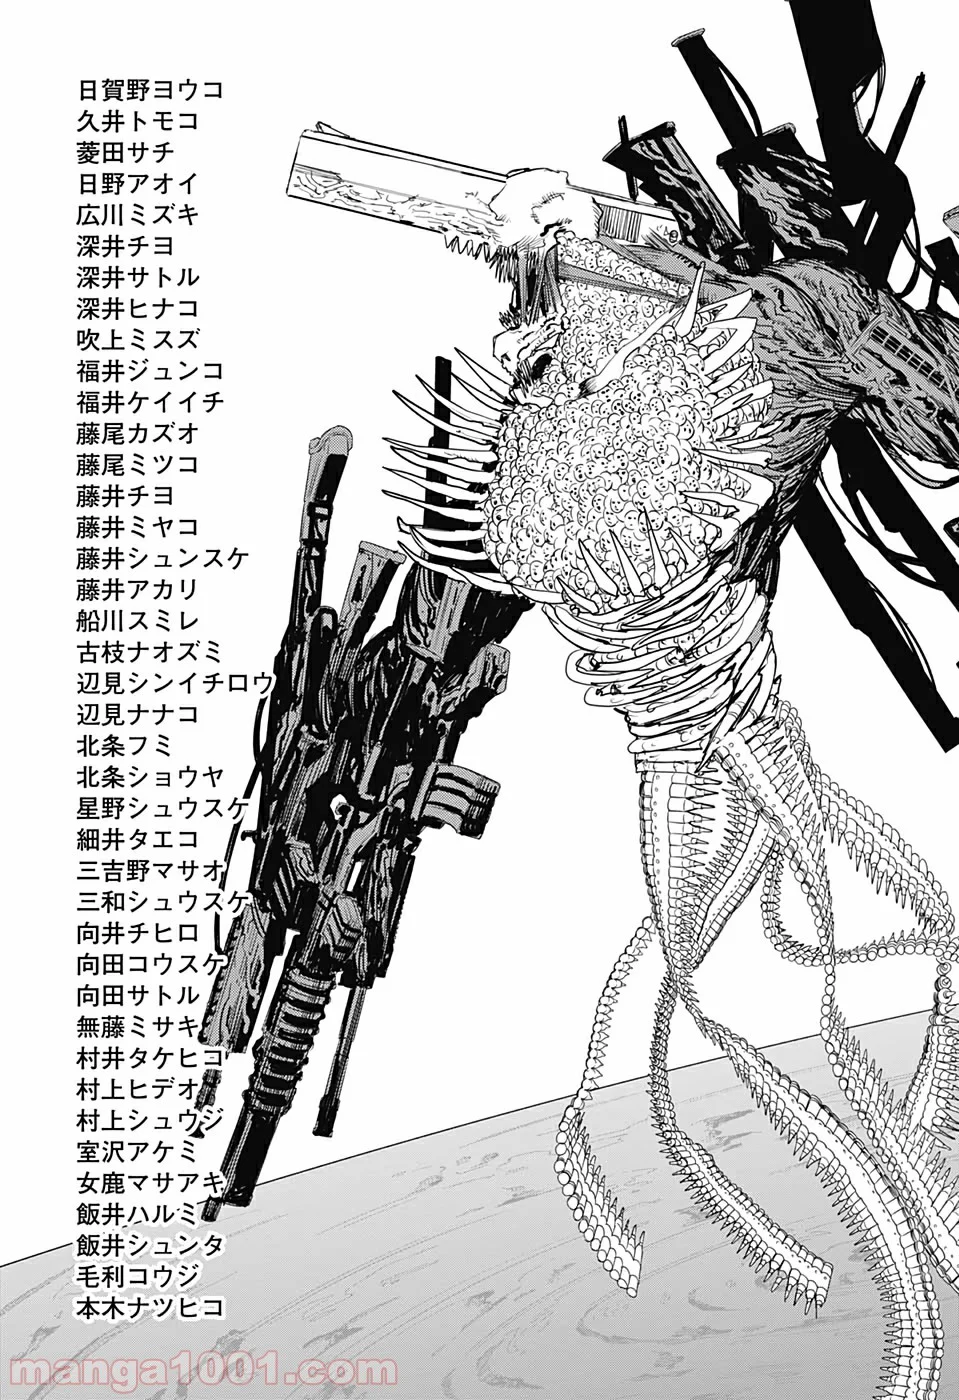 日賀野ヨウコ
久井トモコ
菱田サチ
日野アオイ
広川ミズキ
深井チヨ
深井サトル
深井ヒナコ
吹上ミスズ
福井ジュンコ
福井ケイイチ
藤尾カズオ
藤尾ミツコ
藤井チヨ
藤井ミヤコ
藤井シュンスケ
藤井アカリ
船川スミレ
古枝ナオズミ
辺見シンイチロウ
辺見ナナコ
北条フミ
北条ショウヤ
星野シュウスケ
細井タエコ
三吉野マサオ
三和シュウスケ
向井チヒロ
向田コウスケ
向田サトル
無藤ミサキ
村井タケヒコ
村上ヒデオ
村上シュウジ
室沢アケミ
女鹿マサアキ
飯井ハルミ
飯井シュンタ
毛利コウジ
本木ナツヒコ
manga1001.com